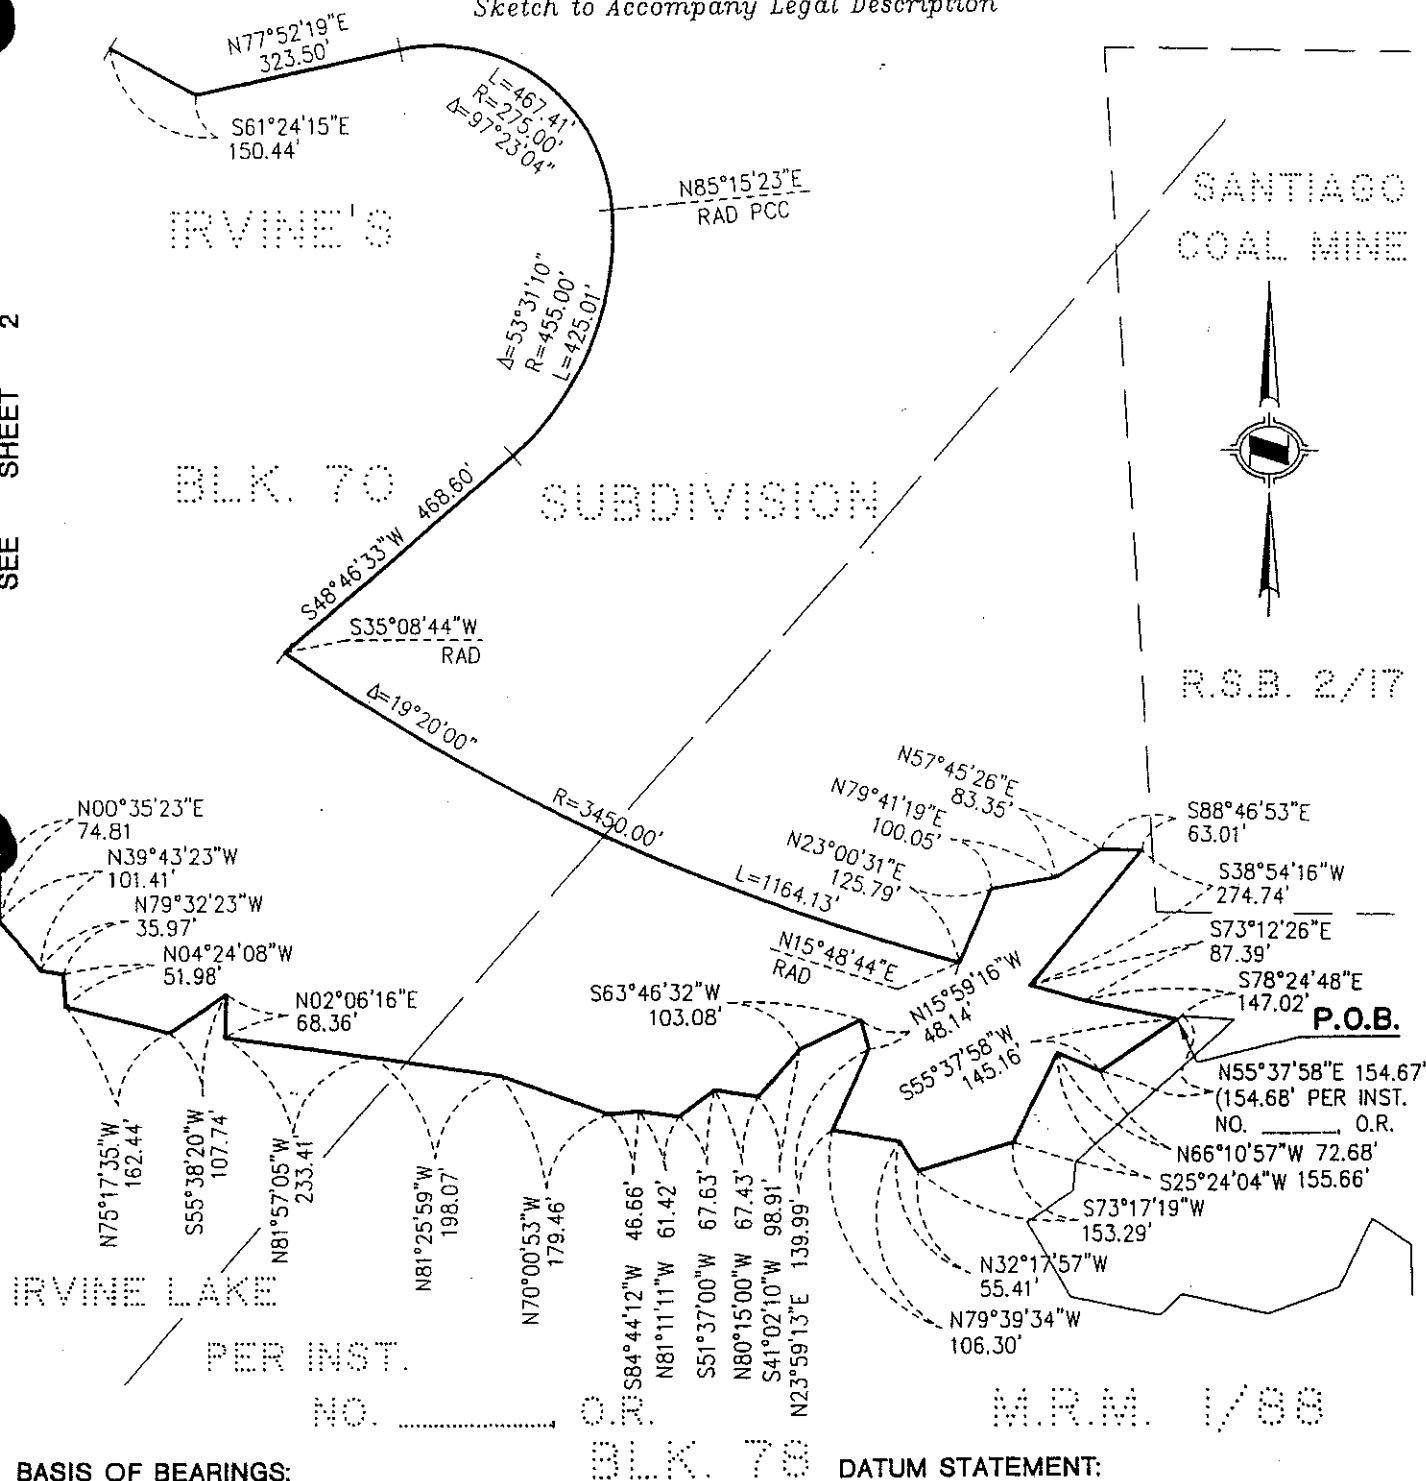 Sketch to Accompany Legal Description
N77°52'19"E
323.50'
S61°24'15"E
150.44'
L=467.41'
R=275.00'
Δ=97°23'04"
N85°15'23"E
RAD PCC
SANTIAGO
COAL MINE
IRVINE'S
Δ=53°31'10"
R=455.00'
L=425.01'
SEE SHEET 2
BLK. 70
SUBDIVISION
S48°46'33"W 468.60'
S35°08'44"W
RAD
R.S.B. 2/17
Δ=19°20'00"
R=3450.00'
L=1164.13'
N57°45'26"E
83.35'
N79°41'19"E
100.05'
N23°00'31"E
125.79'
S88°46'53"E
63.01'
S38°54'16"W
274.74'
S73°12'26"E
87.39'
S78°24'48"E
147.02'
P.O.B.
N00°35'23"E
74.81
N39°43'23"W
101.41'
N79°32'23"W
35.97'
N04°24'08"W
51.98'
N02°06'16"E
68.36'
N15°48'44"E
RAD
S63°46'32"W
103.08'
N15°59'16"W
48.14'
S55°37'58"W
145.16'
N55°37'58"E 154.67'
(154.68' PER INST.
NO. ______, O.R.
N66°10'57"W 72.68'
S25°24'04"W 155.66'
S73°17'19"W
153.29'
N32°17'57"W
55.41'
N79°39'34"W
106.30'
N75°17'35"W
162.44'
S55°38'20"W
107.74'
N81°57'05"W
233.41'
N81°25'59"W
198.07'
N70°00'53"W
179.46'
S84°44'12"W 46.66'
N81°11'11"W 61.42'
S51°37'00"W 67.63'
N80°15'00"W 67.43'
S41°02'10"W 98.91'
N23°59'13"E 139.99'
IRVINE LAKE
PER INST.
NO. ________, O.R.
M.R.M. 1/88
BLK. 78
BASIS OF BEARINGS:
DATUM STATEMENT: